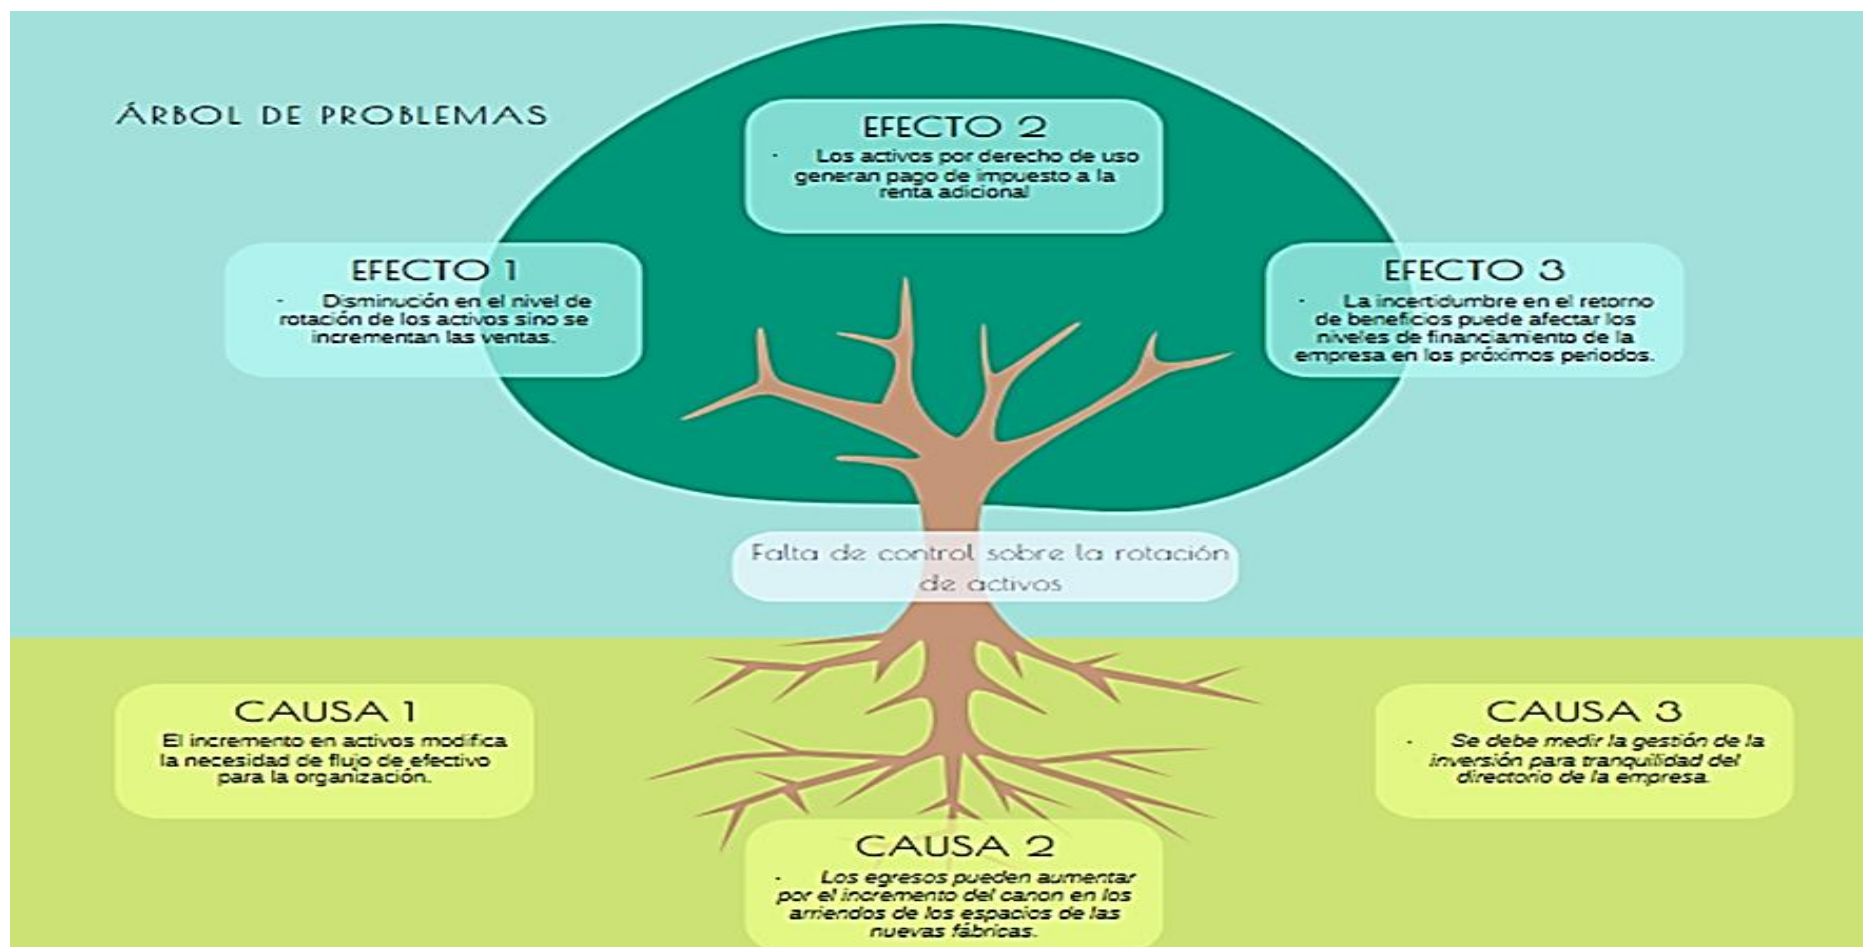 ÁRBOL DE PROBLEMAS
EFECTO 2
- Los activos por derecho de uso
generan pago de impuesto a la
renta adicional
EFECTO 1
- Disminución en el nivel de
rotación de los activos sino se
incrementan las ventas.
EFECTO 3
- La incertidumbre en el retorno
de beneficios puede afectar los
niveles de financiamiento de la
empresa en los próximos periodos.
Falta de control sobre la rotación
de activos
CAUSA 1
El incremento en activos modifica
la necesidad de flujo de efectivo
para la organización.
CAUSA 3
- Se debe medir la gestión de la
inversión para tranquilidad del
directorio de la empresa.
CAUSA 2
- Los egresos pueden aumentar
por el incremento del canon en los
arriendos de los espacios de las
nuevas fábricas.